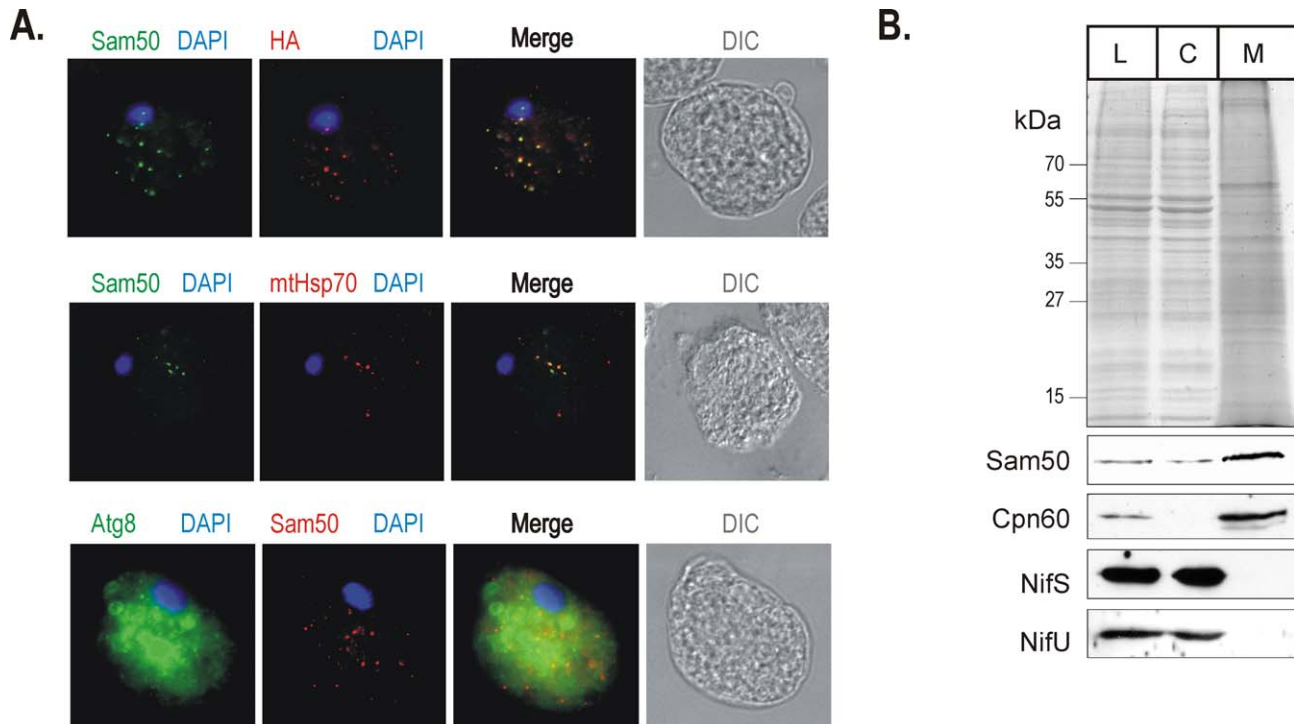 A.
Sam50 DAPI HA DAPI Merge DIC
Sam50 DAPI mtHsp70 DAPI Merge DIC
Atg8 DAPI Sam50 DAPI Merge DIC
B.
L C M
kDa
70
55
35
27
15
Sam50
Cpn60
NifS
NifU